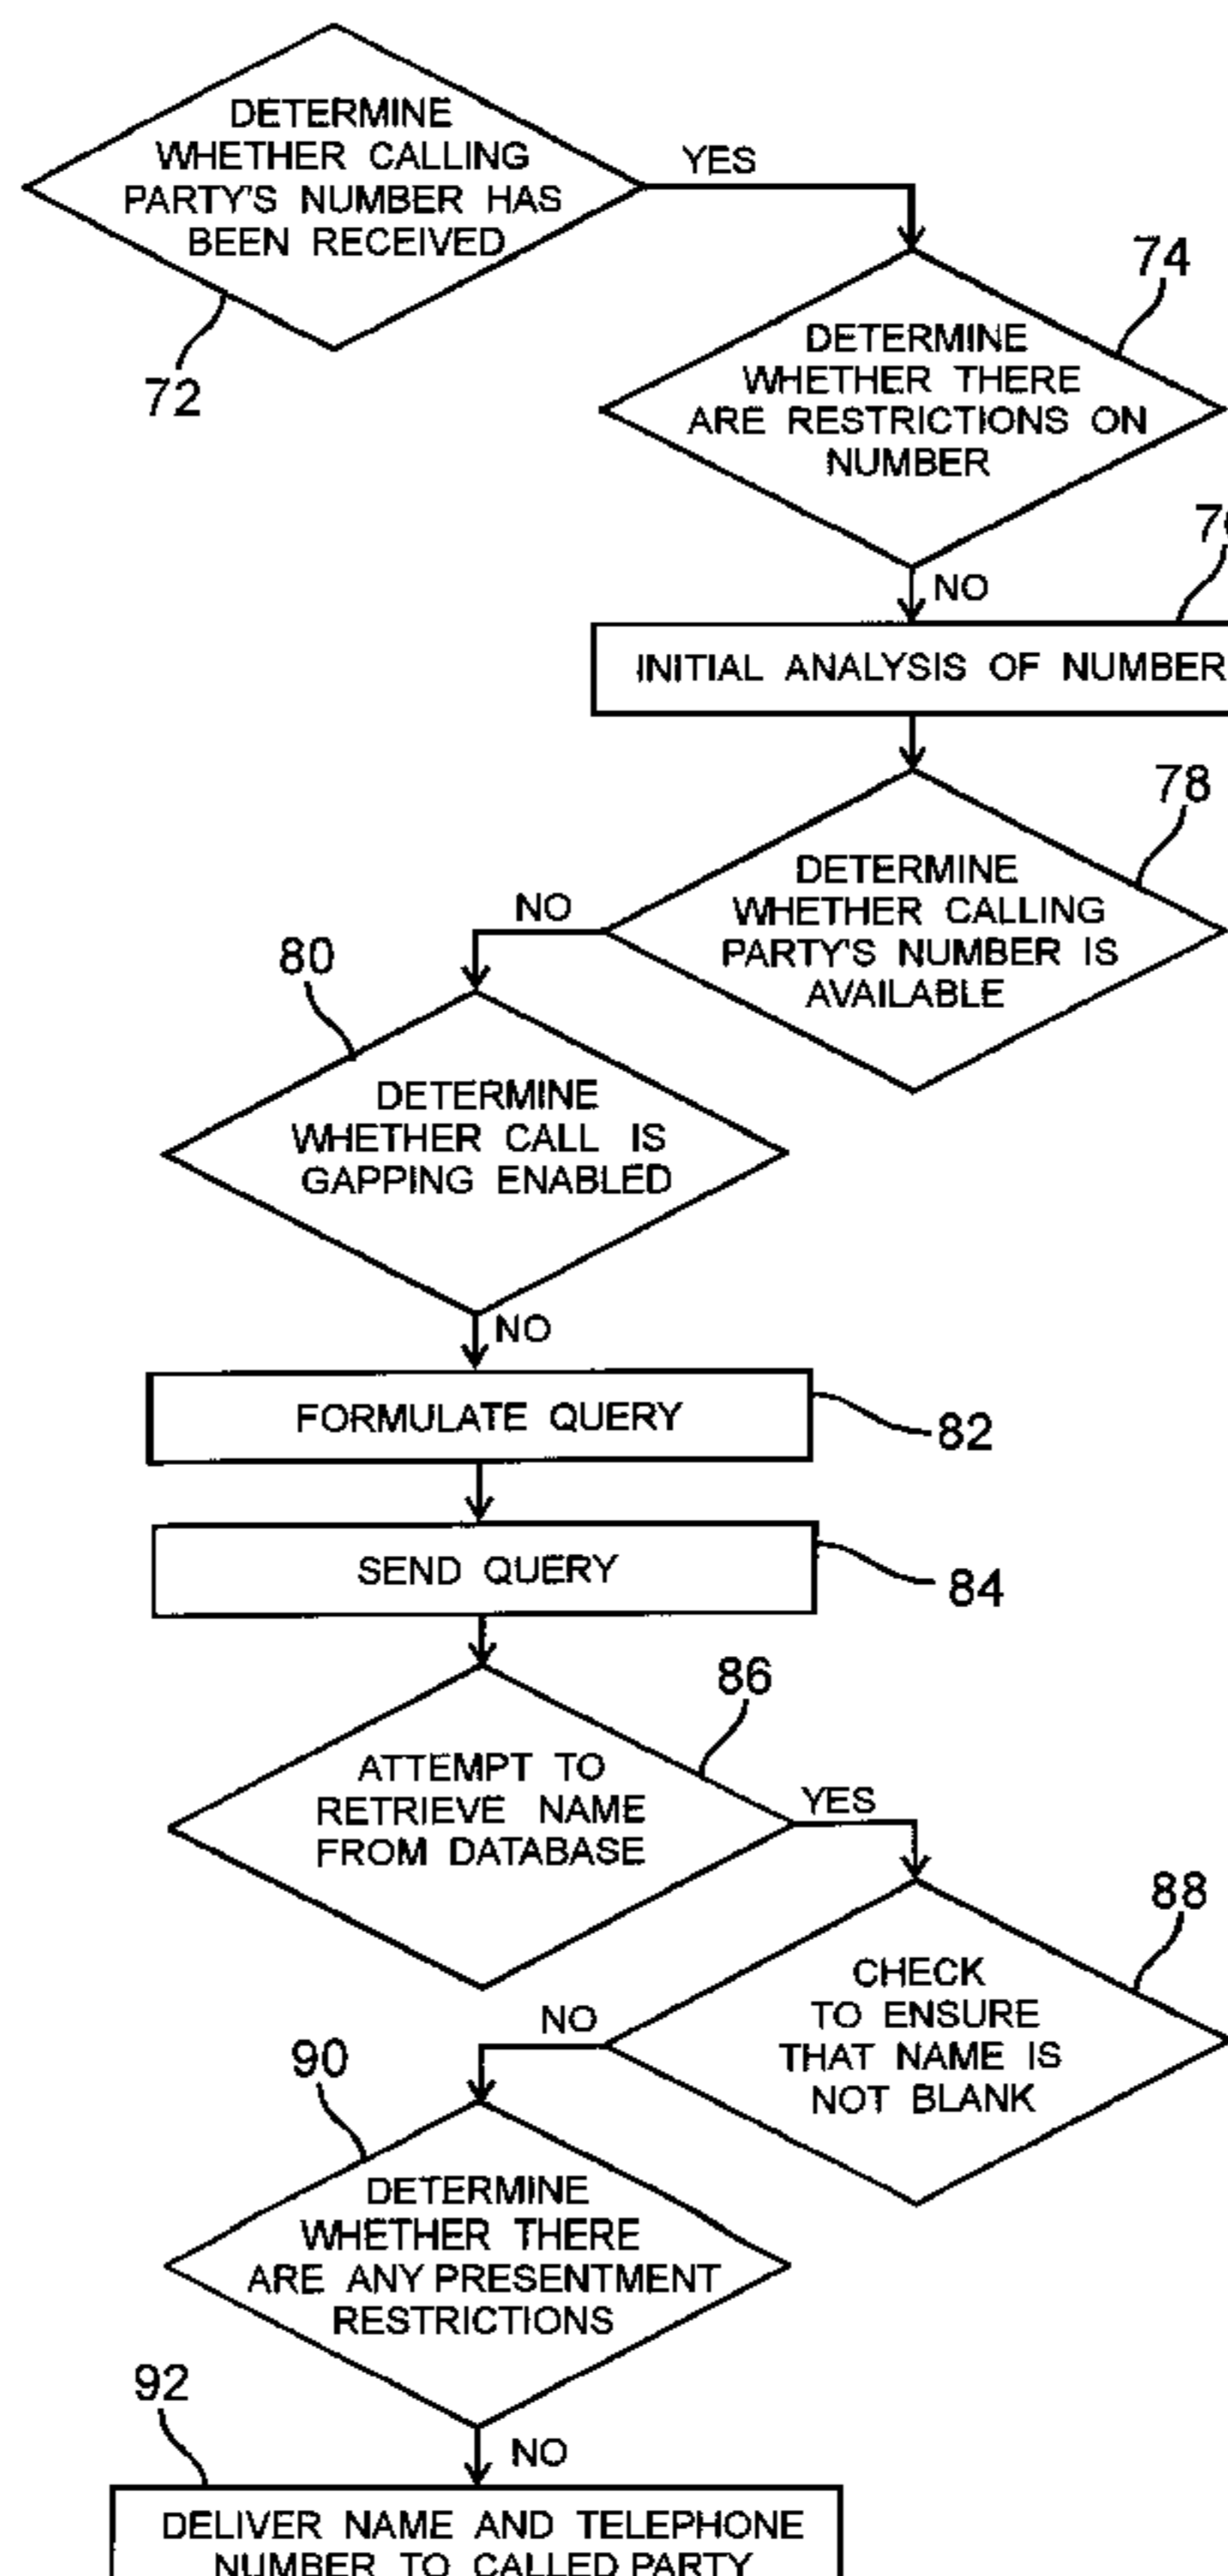 DETERMINE
WHETHER CALLING
PARTY'S NUMBER HAS
BEEN RECEIVED
YES
72
74
DETERMINE
WHETHER THERE
ARE RESTRICTIONS ON
NUMBER
NO
INITIAL ANALYSIS OF NUMBER
78
DETERMINE
WHETHER CALLING
PARTY'S NUMBER IS
AVAILABLE
NO
80
DETERMINE
WHETHER CALL IS
GAPPING ENABLED
NO
FORMULATE QUERY
82
SEND QUERY
84
86
ATTEMPT TO
RETRIEVE NAME
FROM DATABASE
YES
88
CHECK
TO ENSURE
THAT NAME IS
NOT BLANK
NO
90
DETERMINE
WHETHER THERE
ARE ANY PRESENTMENT
RESTRICTIONS
NO
92
DELIVER NAME AND TELEPHONE
NUMBER TO CALLED PARTY